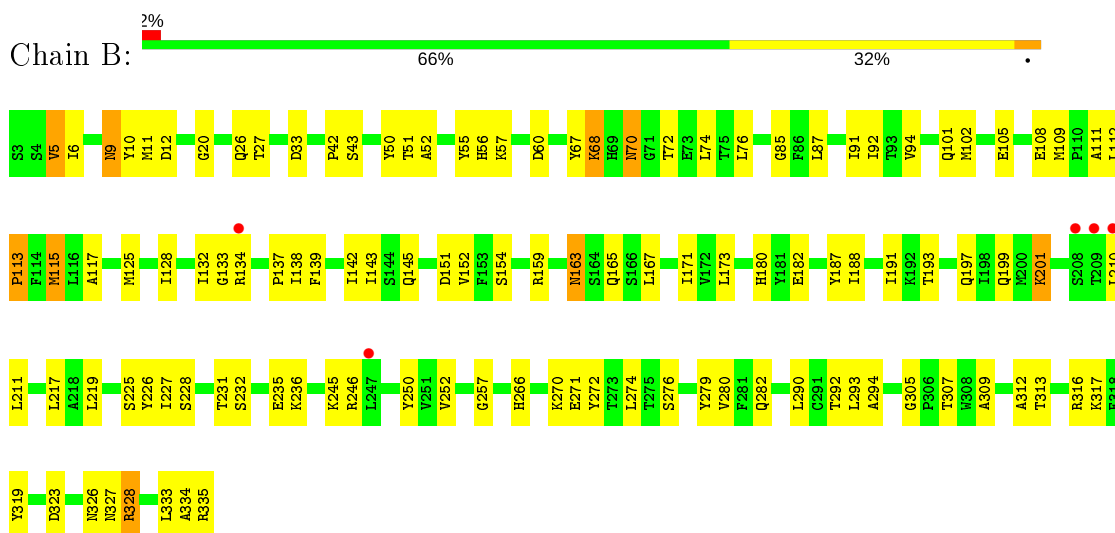 2%
Chain B:
66% 32% •
S3 S4 V5 I6 N9 Y10 M11 D12 G20 Q26 T27 D33 P42 S43 Y50 T51 A52 Y55 H56 K57 D60 Y67 K68 H69 N70 G71 T72 E73 L74 T75 L76 G85 F86 L87 I91 I92 T93 V94 Q101 M102 E105 E108 M109 P110 A111 L112
P113 F114 M115 L116 A117 M125 I128 I132 G133 R134 P137 I138 F139 I142 I143 S144 Q145 D151 V152 F153 S154 R159 N163 S164 Q165 S166 L167 I171 V172 L173 H180 Y181 E182 Y187 I188 I191 K192 T193 Q197 I198 Q199 M200 K201 S208 T209 L210
L211 L217 A218 L219 S225 Y226 I227 S228 T231 S232 E235 K236 K245 R246 L247 Y250 V251 V252 G257 H266 K270 E271 Y272 T273 L274 T275 S276 Y279 V280 F281 Q282 L290 C291 T292 L293 A294 G305 P306 T307 W308 A309 A312 T313 R316 K317 E318
Y319 D323 N326 N327 R328 L333 A334 R335